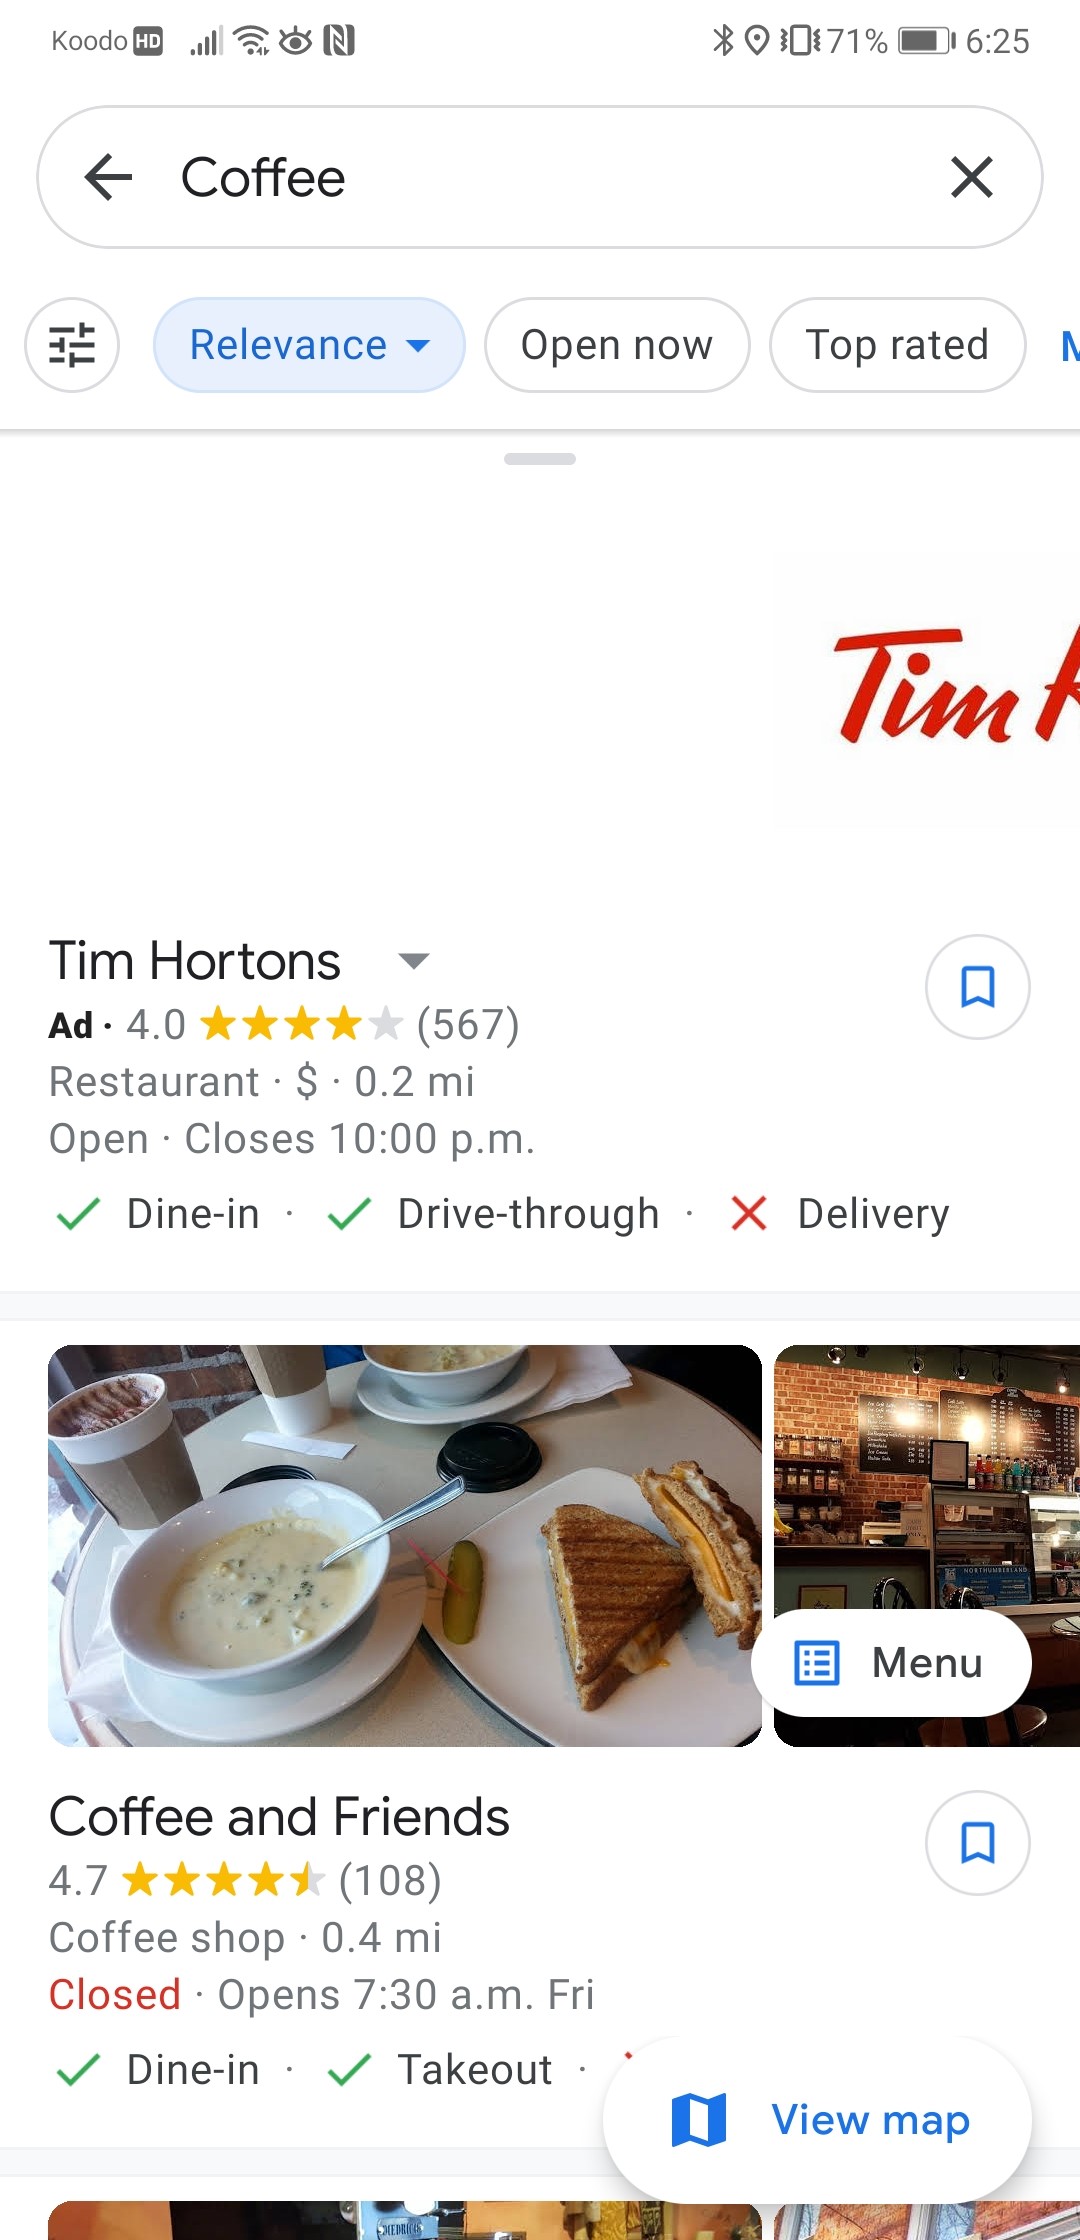 Koodo HD 71% 6:25
Coffee
Relevance Open now Top rated M
Tim H
Tim Hortons
Ad · 4.0 (567)
Restaurant · $ · 0.2 mi
Open · Closes 10:00 p.m.
Dine-in · Drive-through · Delivery
NORTHUMBERLAND
Menu
Coffee and Friends
4.7 (108)
Coffee shop · 0.4 mi
Closed · Opens 7:30 a.m. Fri
Dine-in · Takeout ·
View map